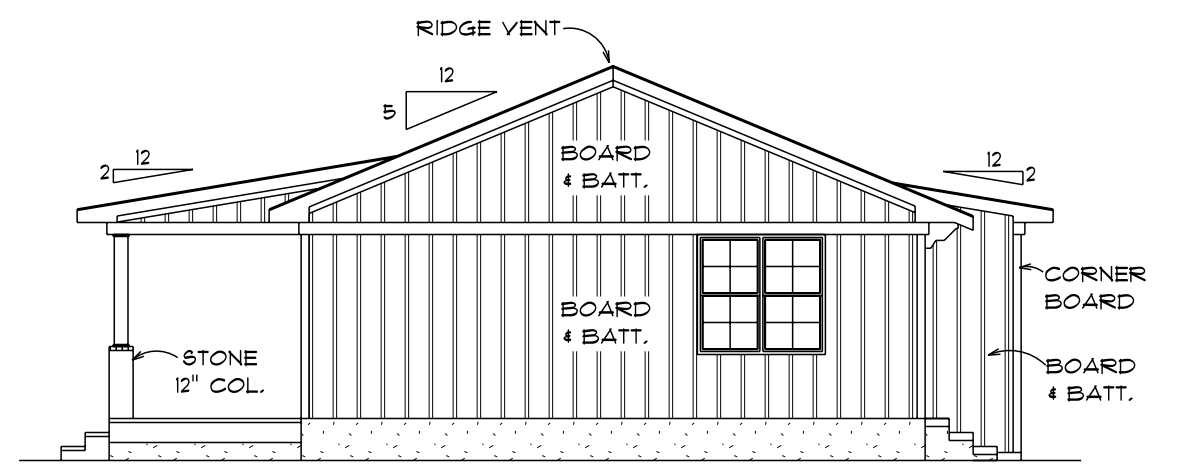 RIDGE VENT
12
5
12
2
BOARD
& BATT.
12
2
CORNER
BOARD
BOARD
& BATT.
STONE
12" COL.
BOARD
& BATT.